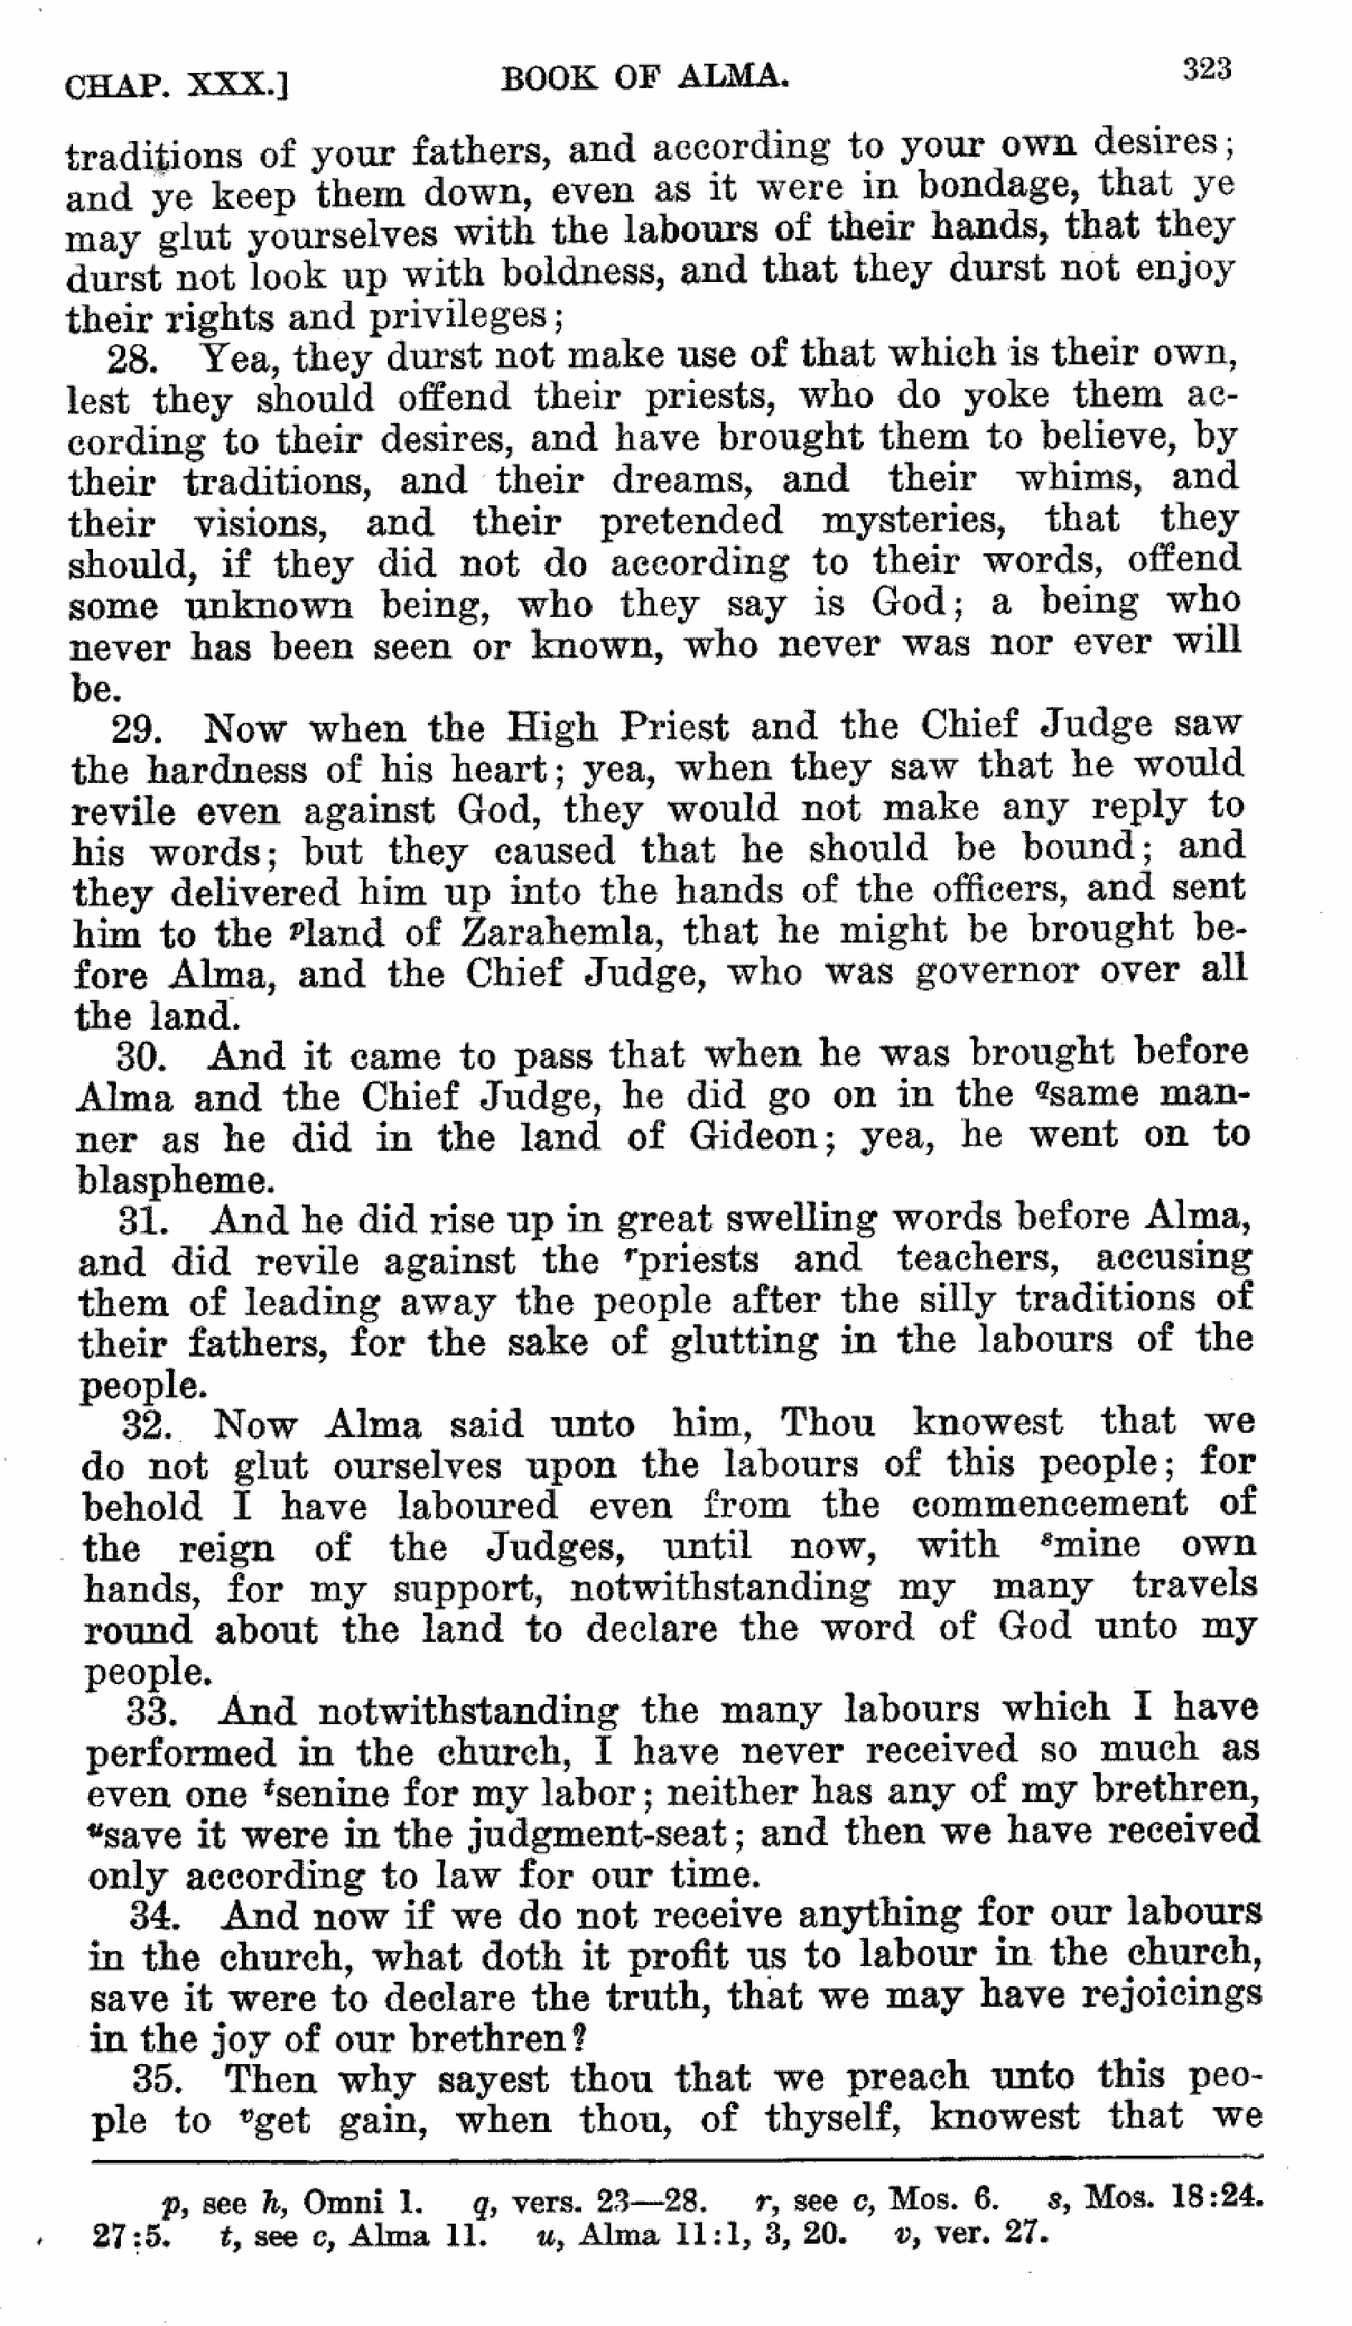 CHAP. XXX.] BOOK OF ALMA. 323
traditions of your fathers, and according to your own desires;
and ye keep them down, even as it were in bondage, that ye
may glut yourselves with the labours of their hands, that they
durst not look up with boldness, and that they durst not enjoy
their rights and privileges;
28. Yea, they durst not make use of that which is their own,
lest they should offend their priests, who do yoke them ac-
cording to their desires, and have brought them to believe, by
their traditions, and their dreams, and their whims, and
their visions, and their pretended mysteries, that they
should, if they did not do according to their words, offend
some unknown being, who they say is God; a being who
never has been seen or known, who never was nor ever will
be.
29. Now when the High Priest and the Chief Judge saw
the hardness of his heart; yea, when they saw that he would
revile even against God, they would not make any reply to
his words; but they caused that he should be bound; and
they delivered him up into the hands of the officers, and sent
him to the pland of Zarahemla, that he might be brought be-
fore Alma, and the Chief Judge, who was governor over all
the land.
30. And it came to pass that when he was brought before
Alma and the Chief Judge, he did go on in the qsame man-
ner as he did in the land of Gideon; yea, he went on to
blaspheme.
31. And he did rise up in great swelling words before Alma,
and did revile against the rpriests and teachers, accusing
them of leading away the people after the silly traditions of
their fathers, for the sake of glutting in the labours of the
people.
32. Now Alma said unto him, Thou knowest that we
do not glut ourselves upon the labours of this people; for
behold I have laboured even from the commencement of
the reign of the Judges, until now, with smine own
hands, for my support, notwithstanding my many travels
round about the land to declare the word of God unto my
people.
33. And notwithstanding the many labours which I have
performed in the church, I have never received so much as
even one tsenine for my labor; neither has any of my brethren,
usave it were in the judgment-seat; and then we have received
only according to law for our time.
34. And now if we do not receive anything for our labours
in the church, what doth it profit us to labour in the church,
save it were to declare the truth, that we may have rejoicings
in the joy of our brethren?
35. Then why sayest thou that we preach unto this peo-
ple to vget gain, when thou, of thyself, knowest that we
p, see h, Omni 1. q, vers. 23—28. r, see c, Mos. 6. s, Mos. 18:24.
27:5. t, see c, Alma 11. u, Alma 11:1, 3, 20. v, ver. 27.